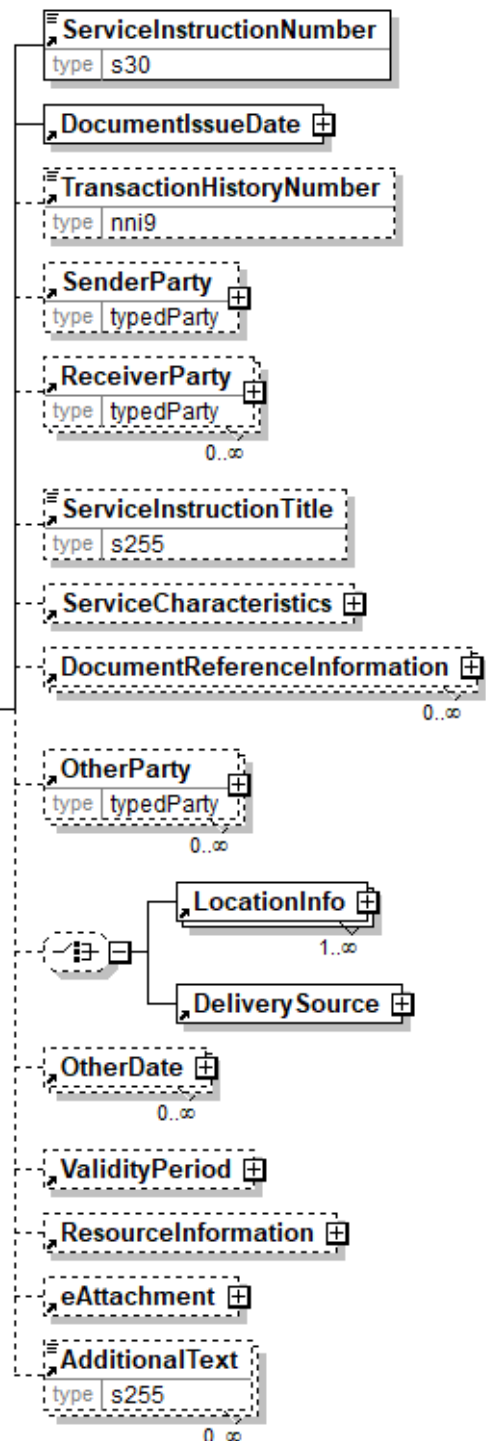 ServiceInstructionNumber
type s30
DocumentIssueDate
TransactionHistoryNumber
type nni9
SenderParty
type typedParty
ReceiverParty
type typedParty
0..∞
ServiceInstructionTitle
type s255
ServiceCharacteristics
DocumentReferenceInformation
0..∞
OtherParty
type typedParty
0..∞
LocationInfo
1..∞
DeliverySource
OtherDate
0..∞
ValidityPeriod
ResourceInformation
eAttachment
AdditionalText
type s255
0..∞